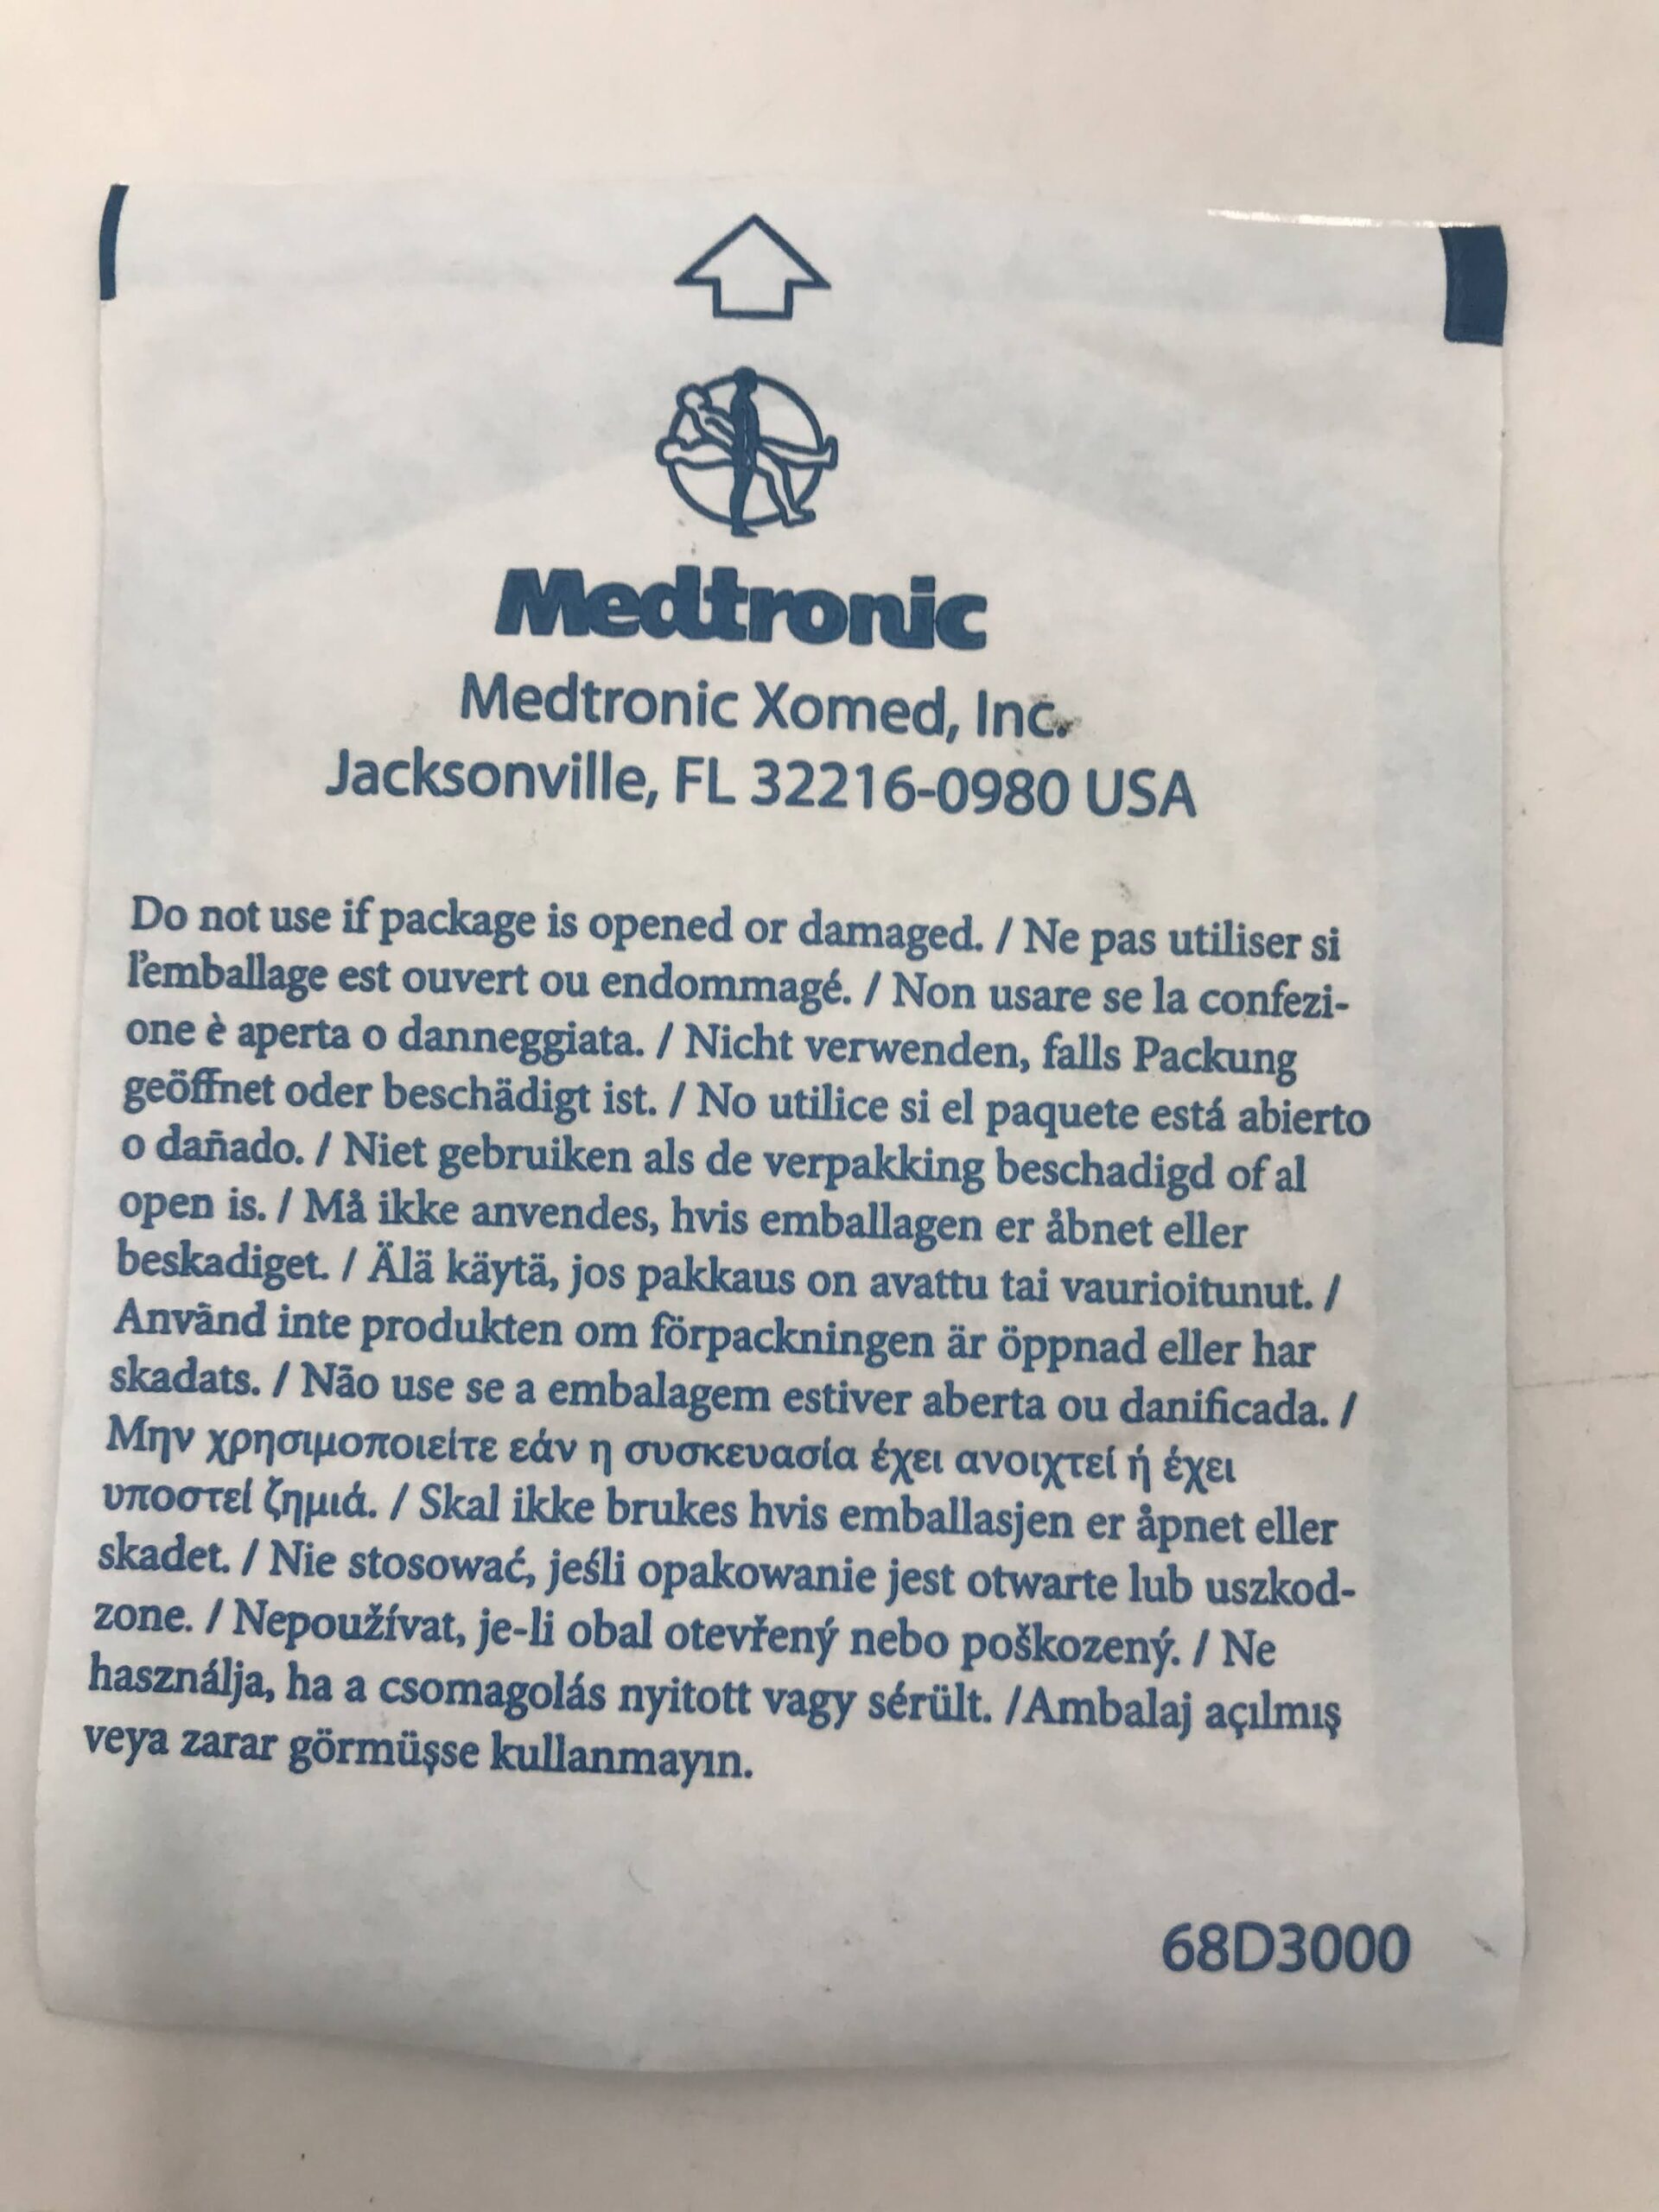 Medtronic
Medtronic Xomed, Inc.
Jacksonville, FL 32216-0980 USA
Do not use if package is opened or damaged. / Ne pas utiliser si
l'emballage est ouvert ou endommagé. / Non usare se la confezi-
one è aperta o danneggiata. / Nicht verwenden, falls Packung
geöffnet oder beschädigt ist. / No utilice si el paquete está abierto
o dañado. / Niet gebruiken als de verpakking beschadigd of al
open is. / Må ikke anvendes, hvis emballagen er åbnet eller
beskadiget. / Älä käytä, jos pakkaus on avattu tai vaurioitunut. /
Använd inte produkten om förpackningen är öppnad eller har
skadats. / Não use se a embalagem estiver aberta ou danificada. /
Μην χρησιμοποιείτε εάν η συσκευασία έχει ανοιχτεί ή έχει
υποστεί ζημιά. / Skal ikke brukes hvis emballasjen er åpnet eller
skadet. / Nie stosować, jeśli opakowanie jest otwarte lub uszkod-
zone. / Nepoužívat, je-li obal otevřený nebo poškozený. / Ne
használja, ha a csomagolás nyitott vagy sérült. /Ambalaj açılmış
veya zarar görmüşse kullanmayın.
68D3000